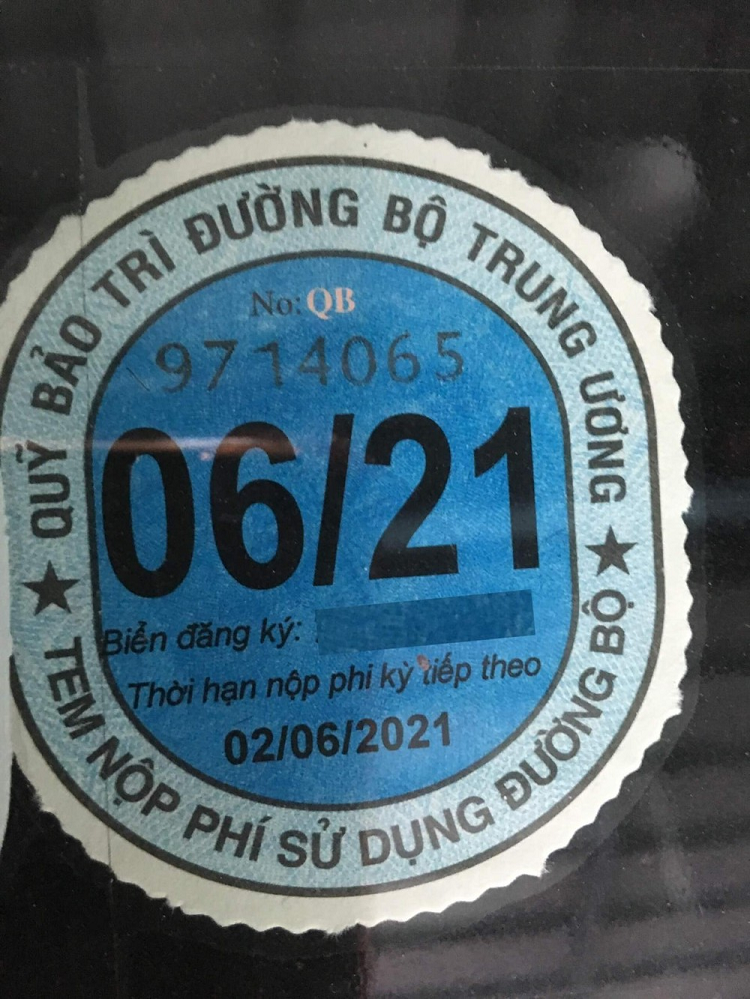 QUỸ BẢO TRÌ ĐƯỜNG BỘ TRUNG ƯƠNG
No: QB
9714065
06/21
Biển đăng ký:
Thời hạn nộp phi kỳ tiếp theo
02/06/2021
TEM NỘP PHÍ SỬ DỤNG ĐƯỜNG BỘ